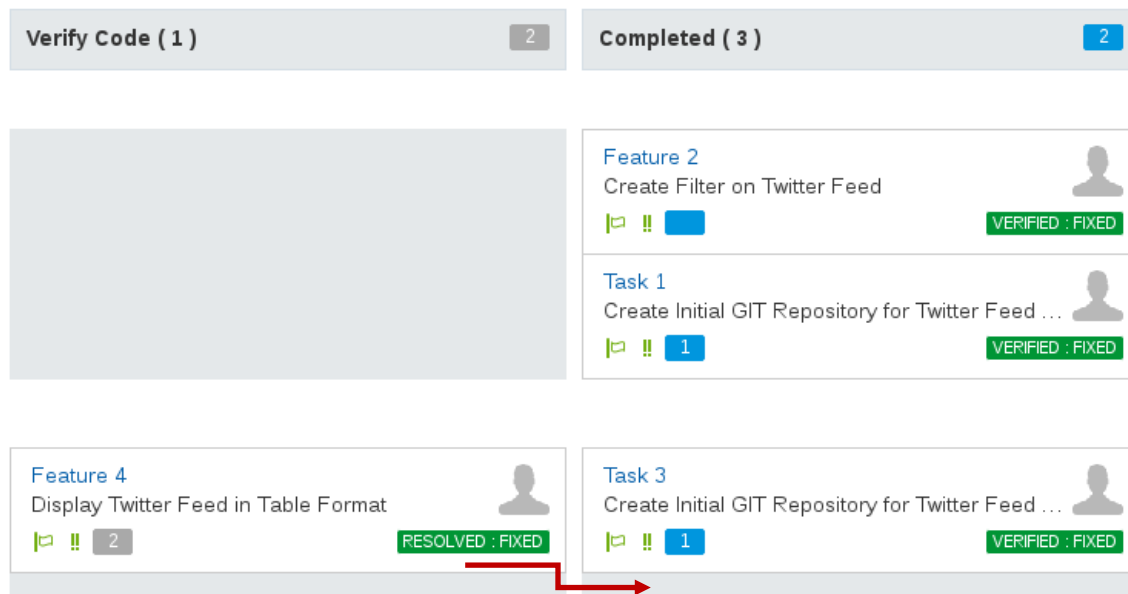 Verify Code ( 1 ) 2
Completed ( 3 ) 2
Feature 2
Create Filter on Twitter Feed
VERIFIED : FIXED
Task 1
Create Initial GIT Repository for Twitter Feed ...
1 VERIFIED : FIXED
Feature 4
Display Twitter Feed in Table Format
2 RESOLVED : FIXED
Task 3
Create Initial GIT Repository for Twitter Feed ...
1 VERIFIED : FIXED